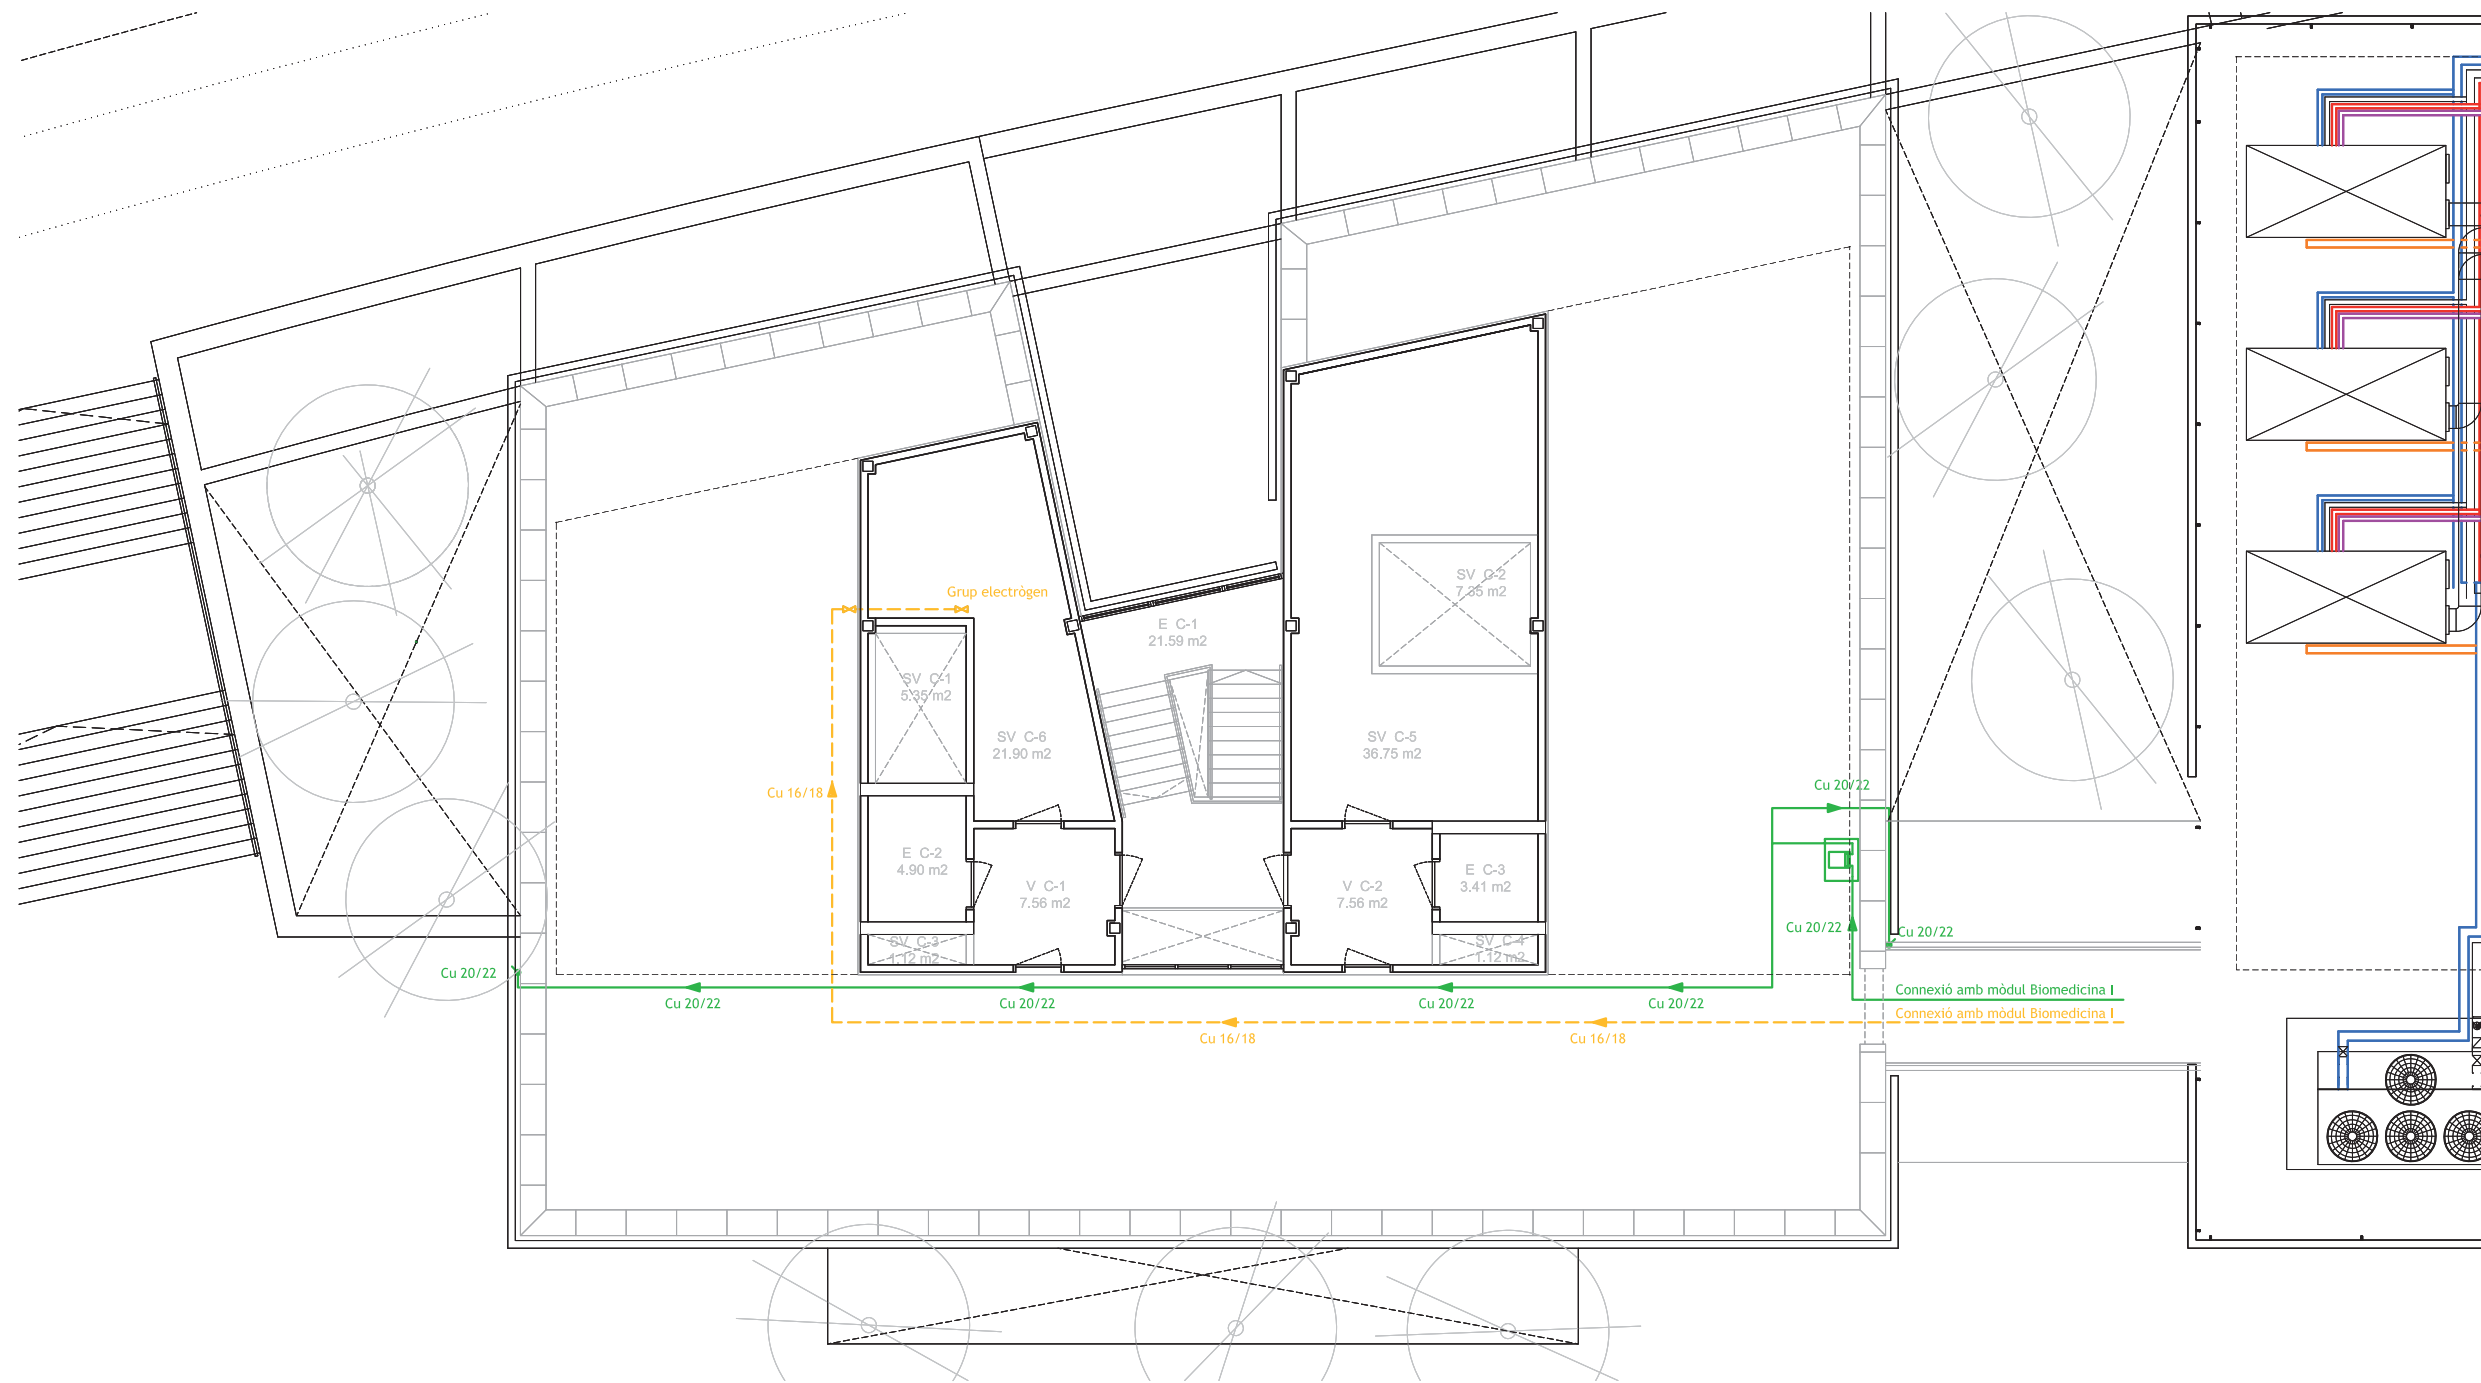 Grup electrògen
SV C-2
7.35 m2
E C-1
21.59 m2
SV C-1
5.35 m2
SV C-6
21.90 m2
SV C-5
36.75 m2
Cu 16/18
Cu 20/22
E C-2
4.90 m2
V C-1
7.56 m2
V C-2
7.56 m2
E C-3
3.41 m2
Cu 20/22
Cu 20/22
SV C-3
1.12 m2
SV C-4
1.12 m2
Cu 20/22
Connexió amb mòdul Biomedicina I
Cu 20/22
Cu 20/22
Cu 20/22
Cu 20/22
Connexió amb mòdul Biomedicina I
Cu 16/18
Cu 16/18